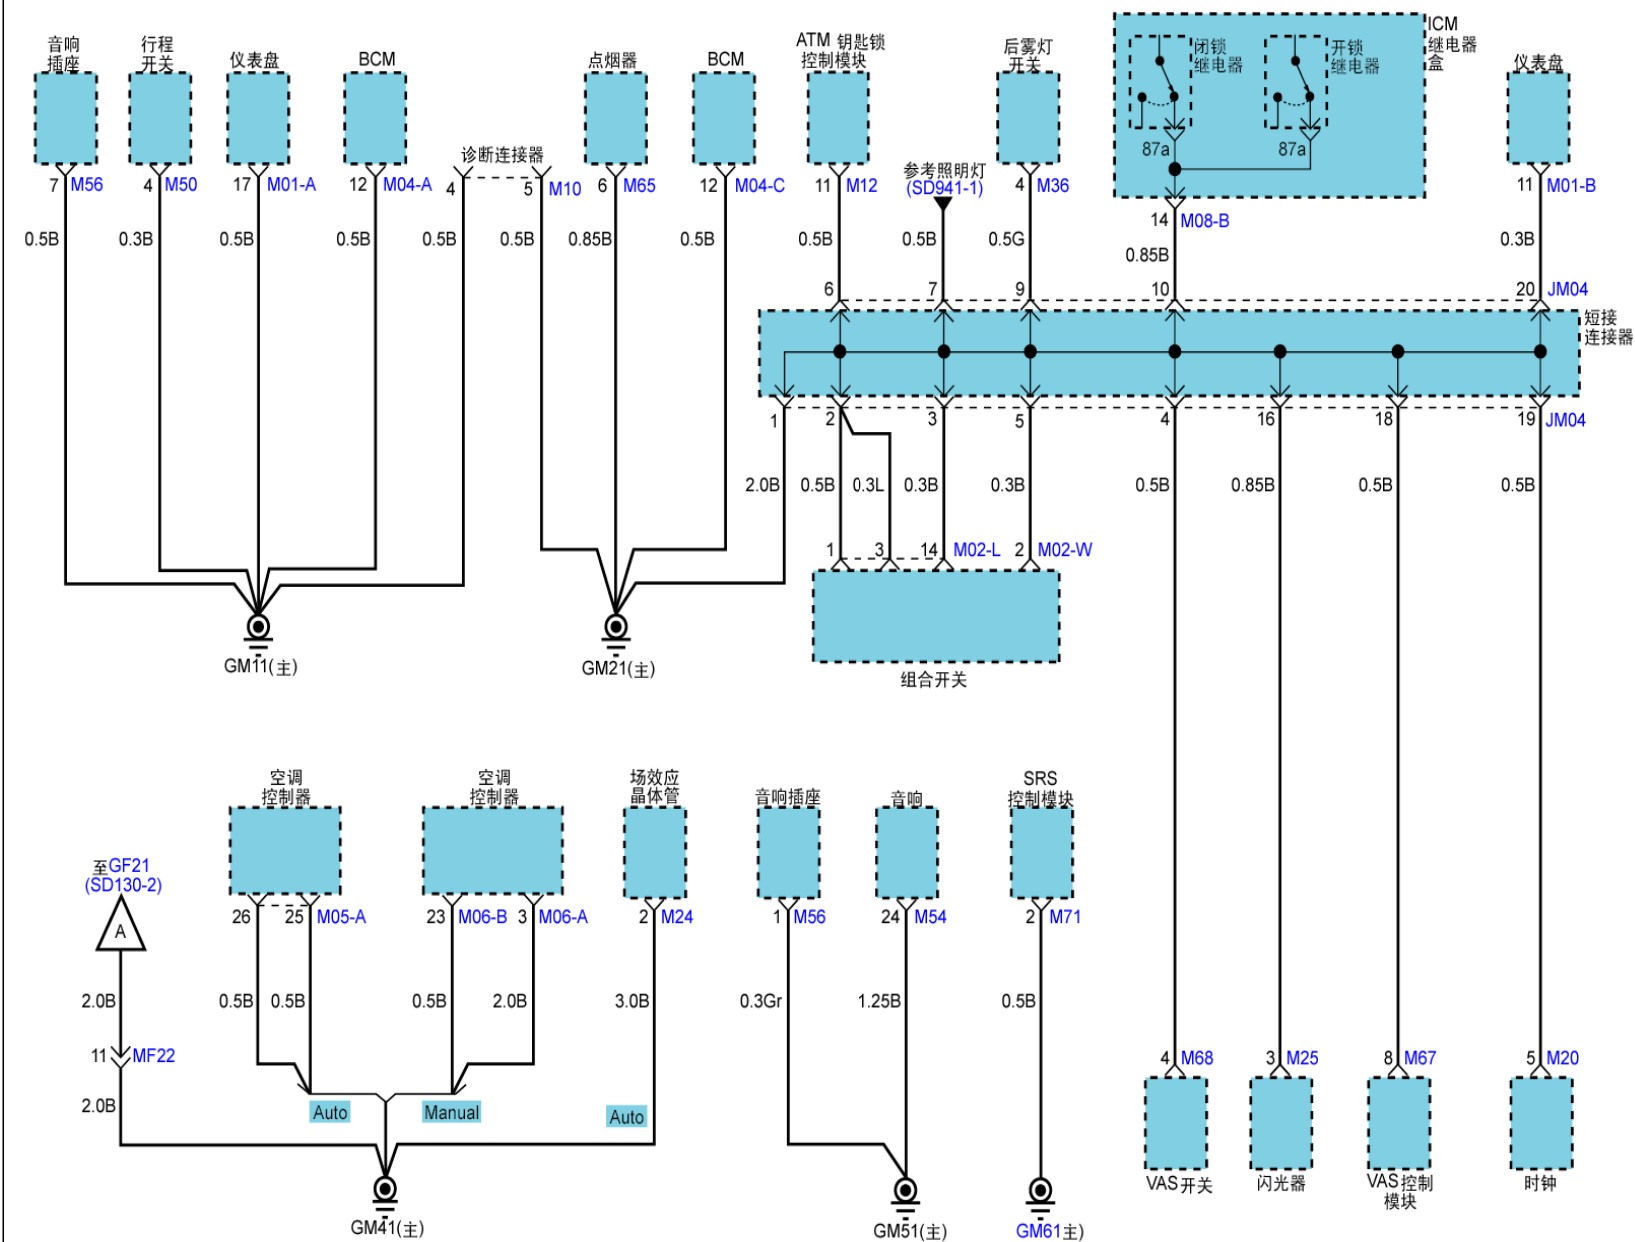 音响
插座
行程
开关
仪表盘
BCM
点烟器
BCM
ATM 钥匙锁
控制模块
后雾灯
开关
ICM
继电器
盒
闭锁
继电器
开锁
继电器
仪表盘
诊断连接器
参考照明灯
(SD941-1)
87a
87a
7 M56
4 M50
17 M01-A
12 M04-A
4
5 M10
6 M65
12 M04-C
11 M12
4 M36
14 M08-B
11 M01-B
0.5B
0.3B
0.5B
0.5B
0.5B
0.5B
0.85B
0.5B
0.5B
0.5B
0.5G
0.85B
0.3B
6
7
9
10
20 JM04
短接
连接器
1
2
3
5
4
16
18
19 JM04
2.0B
0.5B
0.3L
0.3B
0.3B
0.5B
0.85B
0.5B
0.5B
1
3
14 M02-L
2 M02-W
GM11(主)
GM21(主)
组合开关
空调
控制器
空调
控制器
场效应
晶体管
音响插座
音响
SRS
控制模块
至GF21
(SD130-2)
A
26
25 M05-A
23 M06-B
3 M06-A
2 M24
1 M56
24 M54
2 M71
2.0B
0.5B
0.5B
0.5B
2.0B
3.0B
0.3Gr
1.25B
0.5B
11 MF22
4 M68
3 M25
8 M67
5 M20
2.0B
Auto
Manual
Auto
VAS开关
闪光器
VAS控制
模块
时钟
GM41(主)
GM51(主)
GM61主)